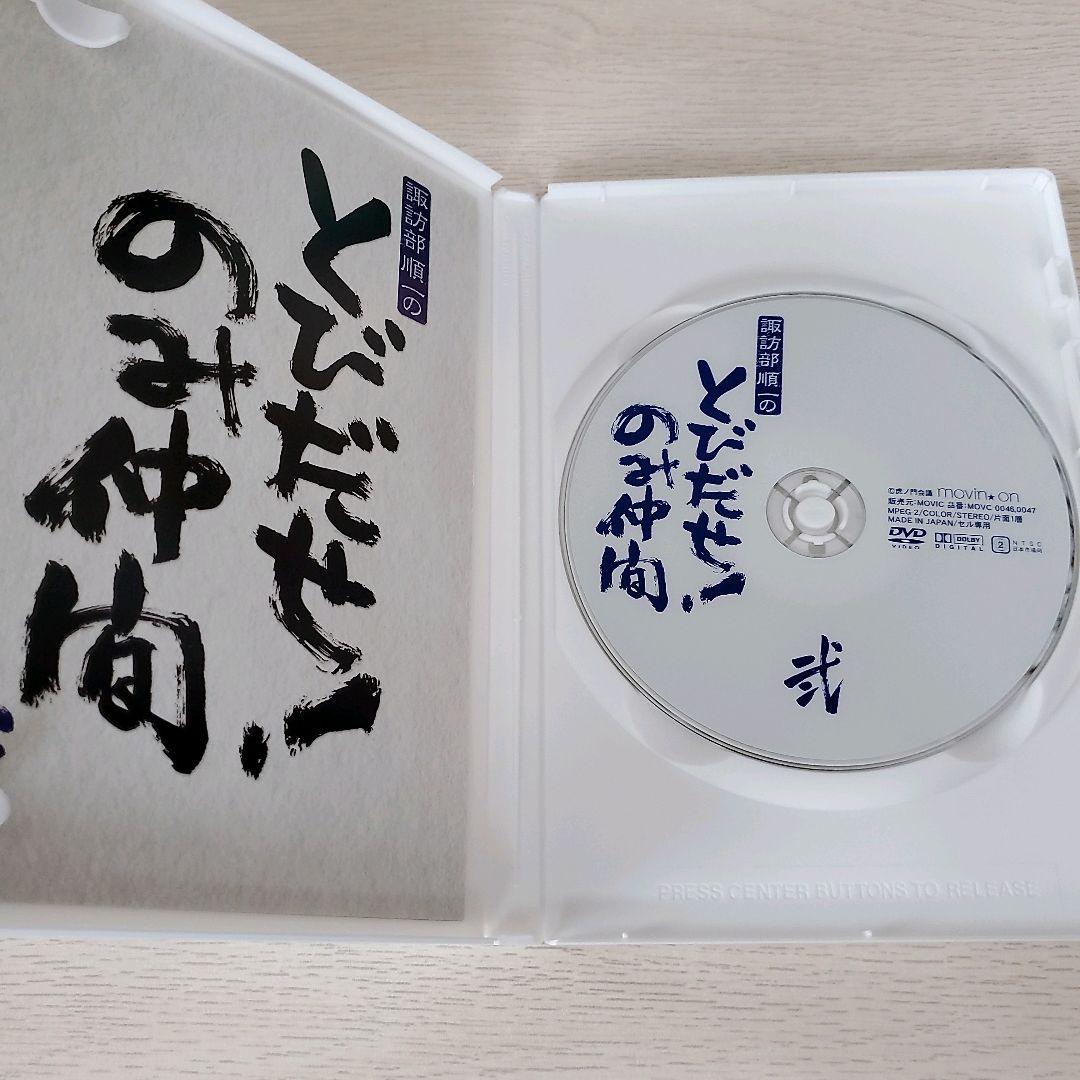 諏訪部順一の
とびだせ!
のみ仲間
諏訪部順一の
とびだせ!
のみ仲間
弐
©虎ノ門会議 movin★on
販売元:MOVIC 品番:MOVC 0046,0047
MPEG 2/COLOR/STEREO/片面1層
MADE IN JAPAN/セル専用
DVD
VIDEO
DOLBY
DIGITAL
2
NTSC
日本市場向
PRESS CENTER BUTTONS TO RELEASE